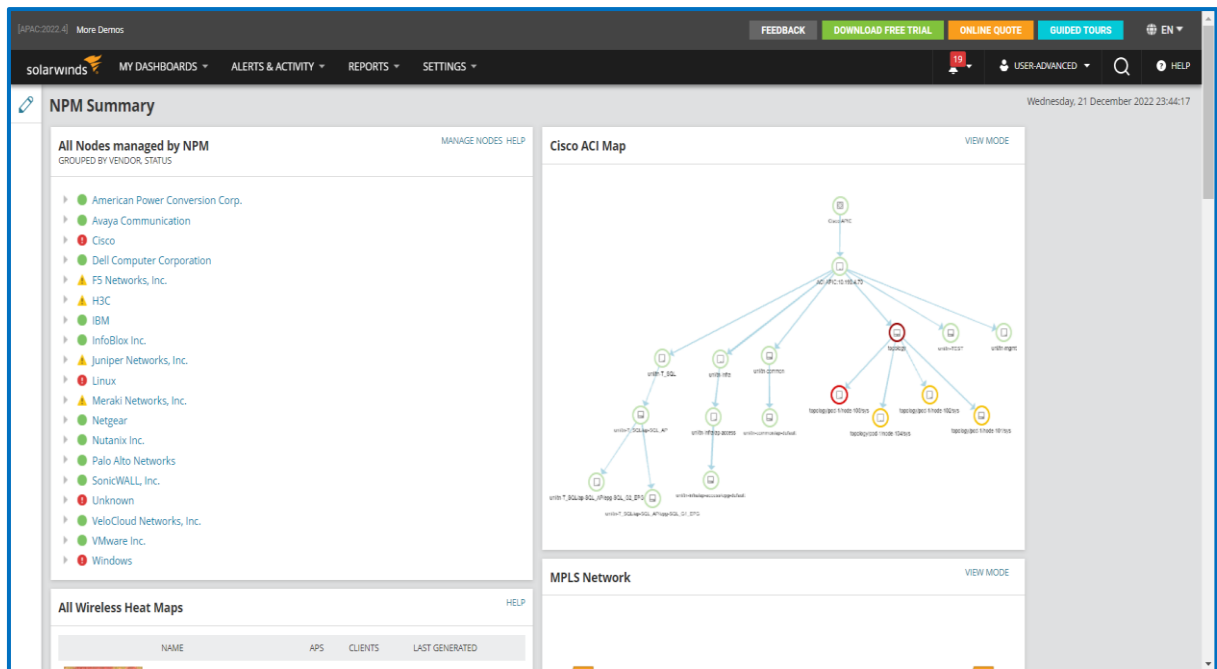 [APAC:2022.4] More Demos
FEEDBACK DOWNLOAD FREE TRIAL ONLINE QUOTE GUIDED TOURS EN
solarwinds MY DASHBOARDS ALERTS & ACTIVITY REPORTS SETTINGS 19 USER-ADVANCED HELP
NPM Summary
Wednesday, 21 December 2022 23:44:17
All Nodes managed by NPM
MANAGE NODES HELP
GROUPED BY VENDOR, STATUS
American Power Conversion Corp.
Avaya Communication
Cisco
Dell Computer Corporation
F5 Networks, Inc.
H3C
IBM
InfoBlox Inc.
Juniper Networks, Inc.
Linux
Meraki Networks, Inc.
Netgear
Nutanix Inc.
Palo Alto Networks
SonicWALL, Inc.
Unknown
VeloCloud Networks, Inc.
VMware Inc.
Windows
All Wireless Heat Maps
HELP
NAME APS CLIENTS LAST GENERATED
Cisco ACI Map
VIEW MODE
Cisco APIC
topology
MPLS Network
VIEW MODE